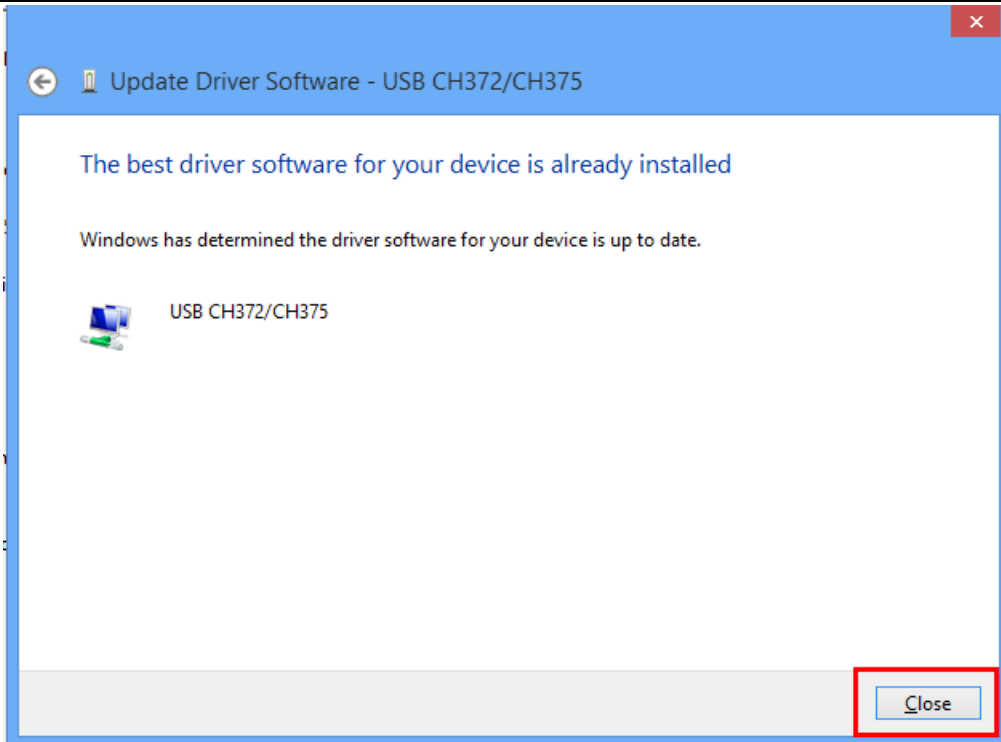 Update Driver Software - USB CH372/CH375
The best driver software for your device is already installed
Windows has determined the driver software for your device is up to date.
USB CH372/CH375
Close